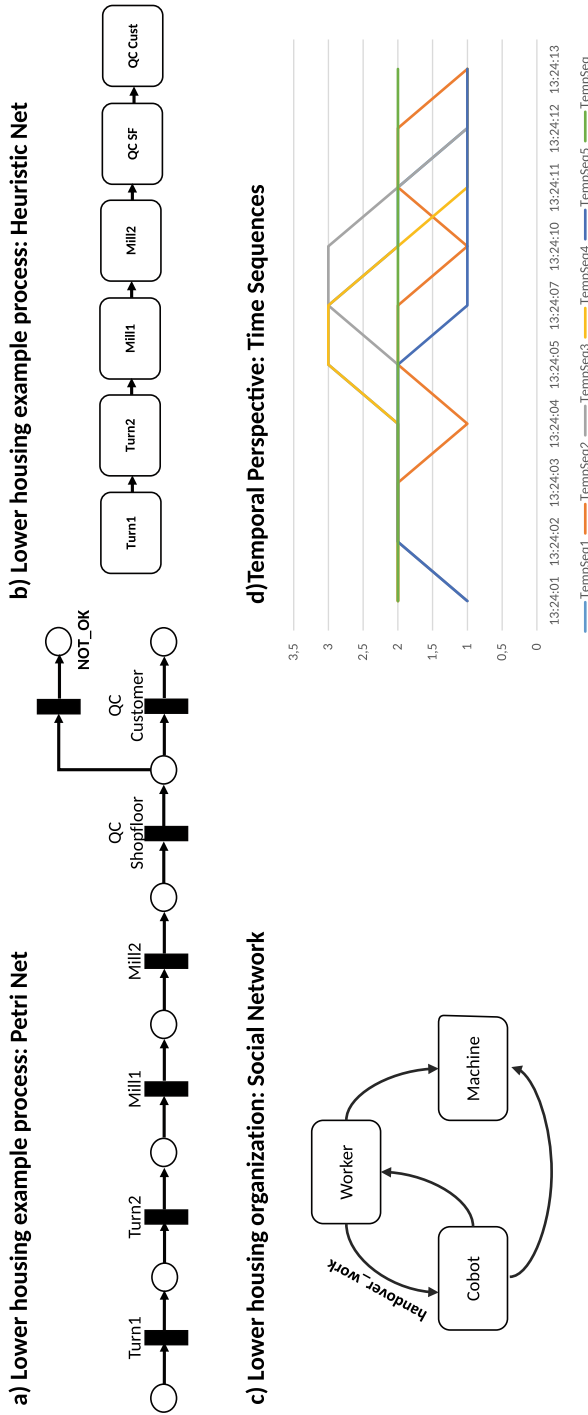 a) Lower housing example process: Petri Net
Turn1
Turn2
Mill1
Mill2
QC
Shopfloor
QC
Customer
NOT_OK
b) Lower housing example process: Heuristic Net
Turn1
Turn2
Mill1
Mill2
QC SF
QC Cust
c) Lower housing organization: Social Network
handover_work
Worker
Cobot
Machine
d)Temporal Perspective: Time Sequences
3,5
3
2,5
2
1,5
1
0,5
0
13:24:01 13:24:02 13:24:03 13:24:04 13:24:05 13:24:07 13:24:10 13:24:11 13:24:12 13:24:13
TempSeq1 TempSeq2 TempSeq3 TempSeq4 TempSeq5 TempSeq